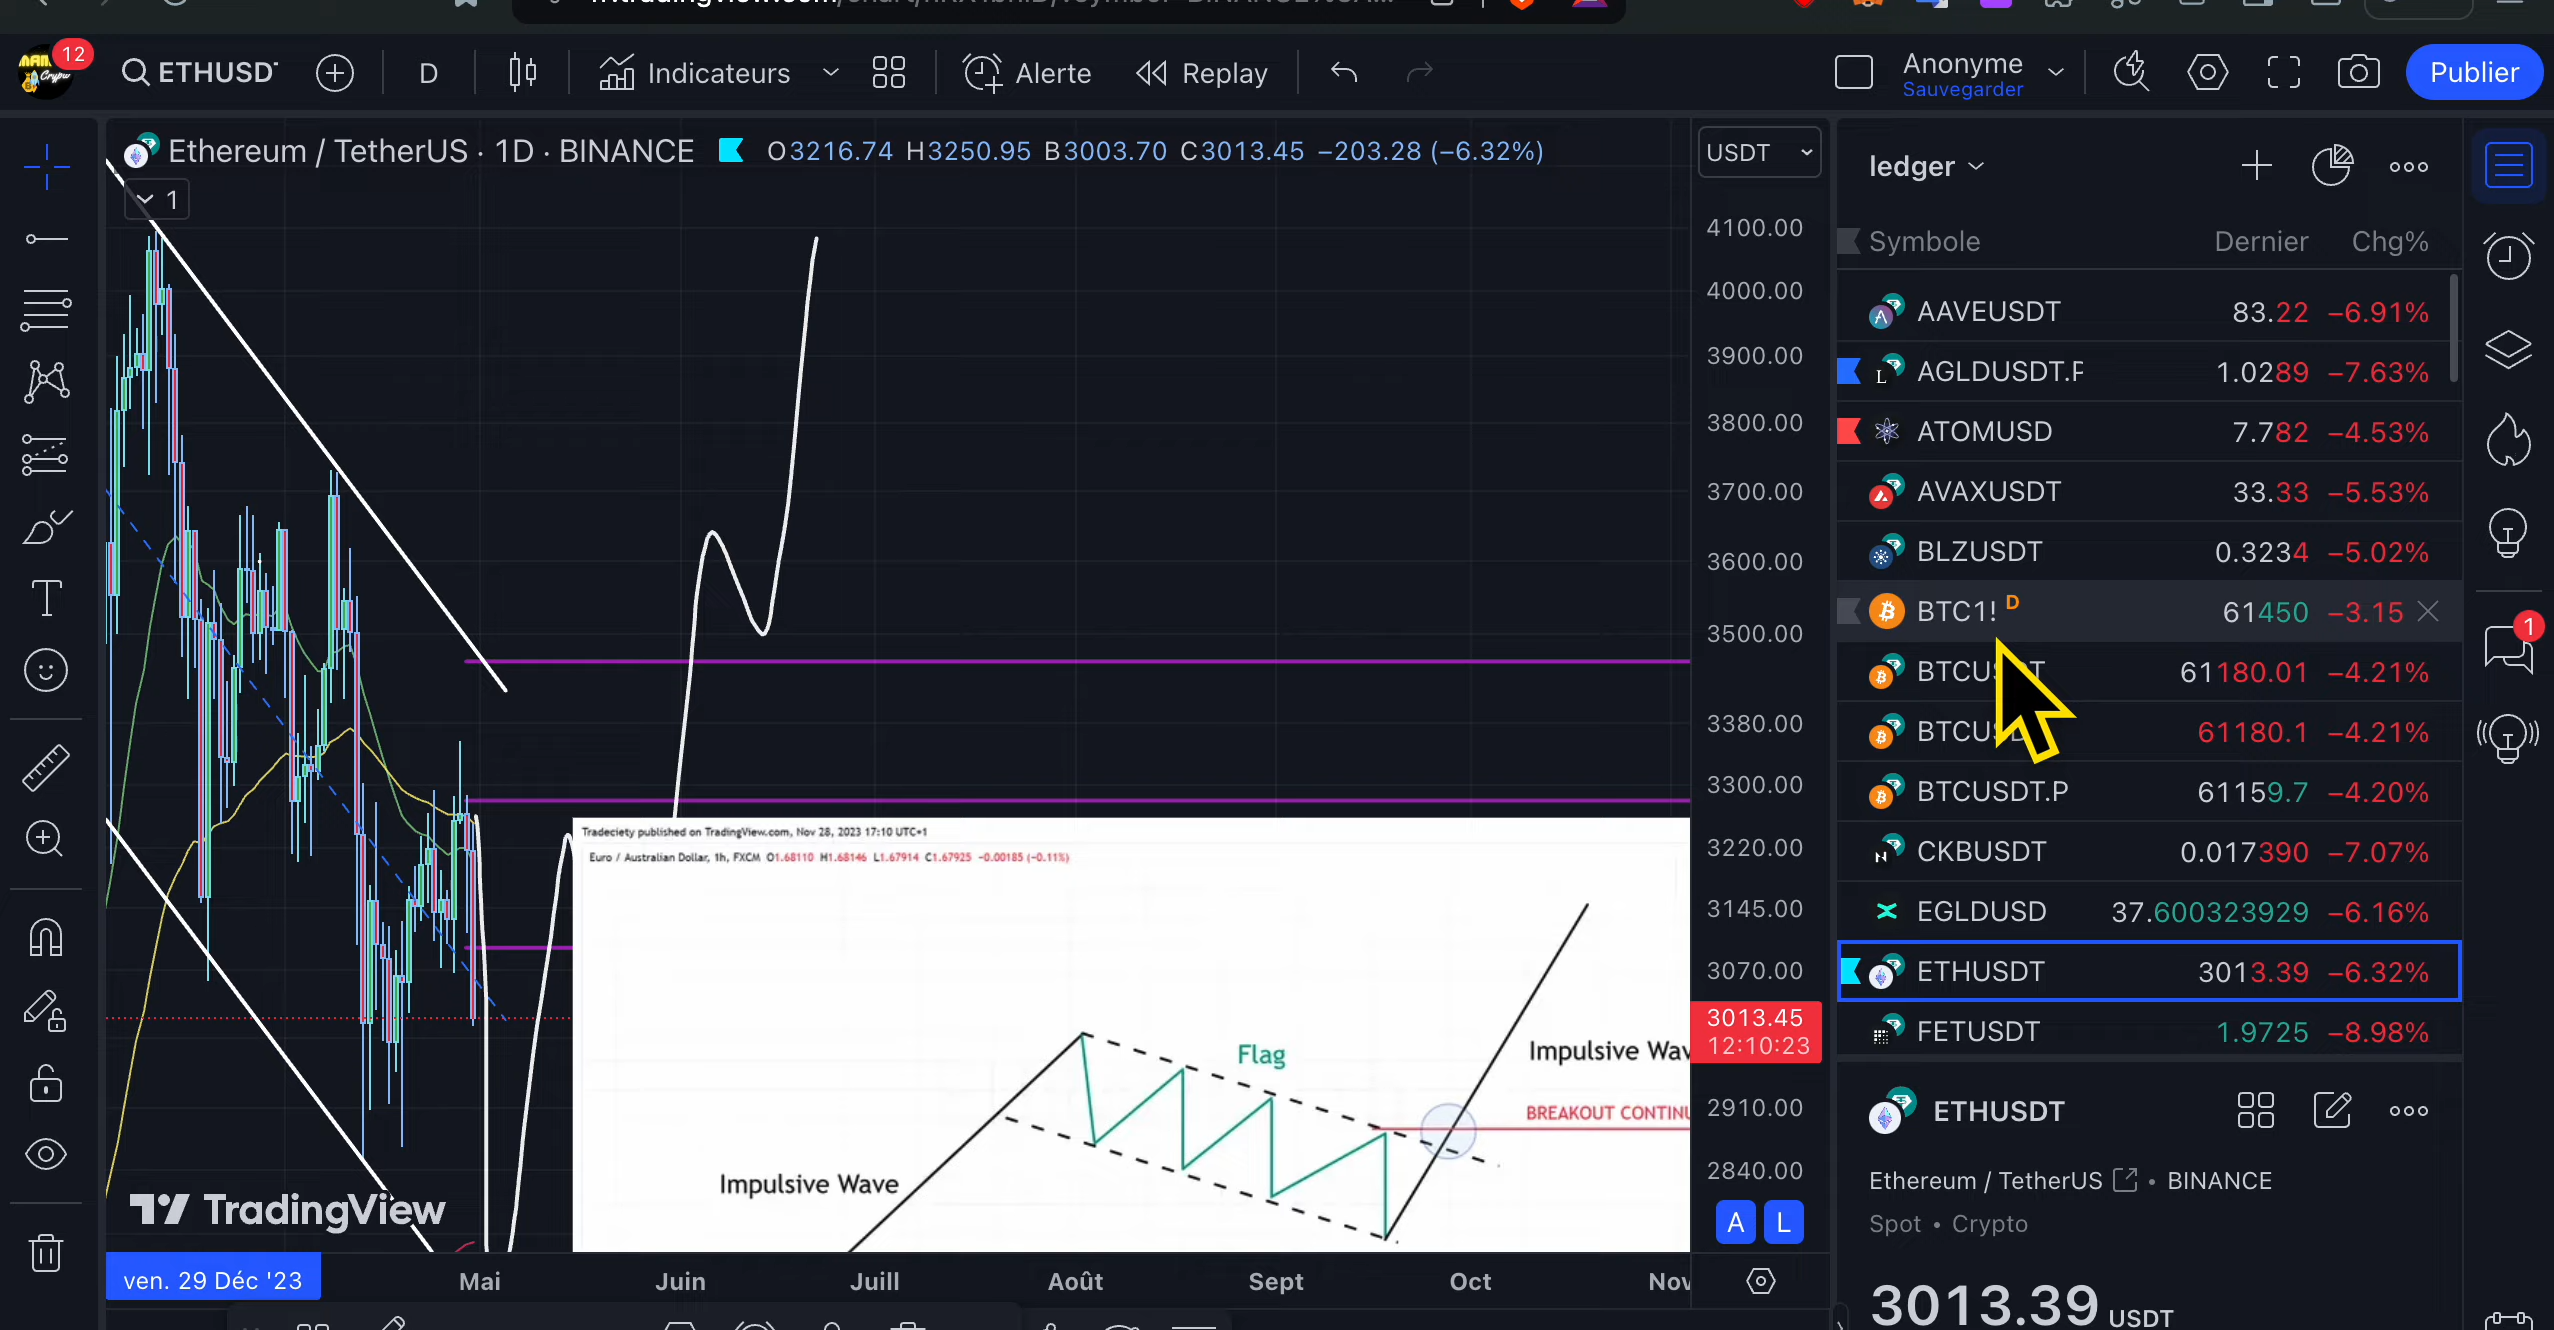 12
ETHUSDT
D
Indicateurs
Alerte
Replay
Anonyme
Sauvegarder
Publier
Ethereum / TetherUS · 1D · BINANCE
O3216.74 H3250.95 B3003.70 C3013.45 −203.28 (−6.32%)
1
USDT
4100.00
4000.00
3900.00
3800.00
3700.00
3600.00
3500.00
3380.00
3300.00
3220.00
3145.00
3070.00
3013.45
12:10:23
2910.00
2840.00
A L
Tradeciety published on TradingView.com, Nov 28, 2023 17:10 UTC+1
Euro / Australian Dollar, 1h, FXCM O1.68110 H1.68146 L1.67914 C1.67925 −0.00185 (−0.11%)
Flag
Impulsive Wav
BREAKOUT CONTINU
Impulsive Wave
TradingView
ven. 29 Déc '23
Mai
Juin
Juill
Août
Sept
Oct
Nov
ledger
Symbole Dernier Chg%
AAVEUSDT 83.22 −6.91%
AGLDUSDT.P 1.0289 −7.63%
ATOMUSD 7.782 −4.53%
AVAXUSDT 33.33 −5.53%
BLZUSDT 0.3234 −5.02%
BTC1! D 61450 −3.15
BTCUSDT 61180.01 −4.21%
BTCUSD 61180.1 −4.21%
BTCUSDT.P 61159.7 −4.20%
CKBUSDT 0.017390 −7.07%
EGLDUSD 37.600323929 −6.16%
ETHUSDT 3013.39 −6.32%
FETUSDT 1.9725 −8.98%
ETHUSDT
Ethereum / TetherUS • BINANCE
Spot • Crypto
3013.39 USDT
1